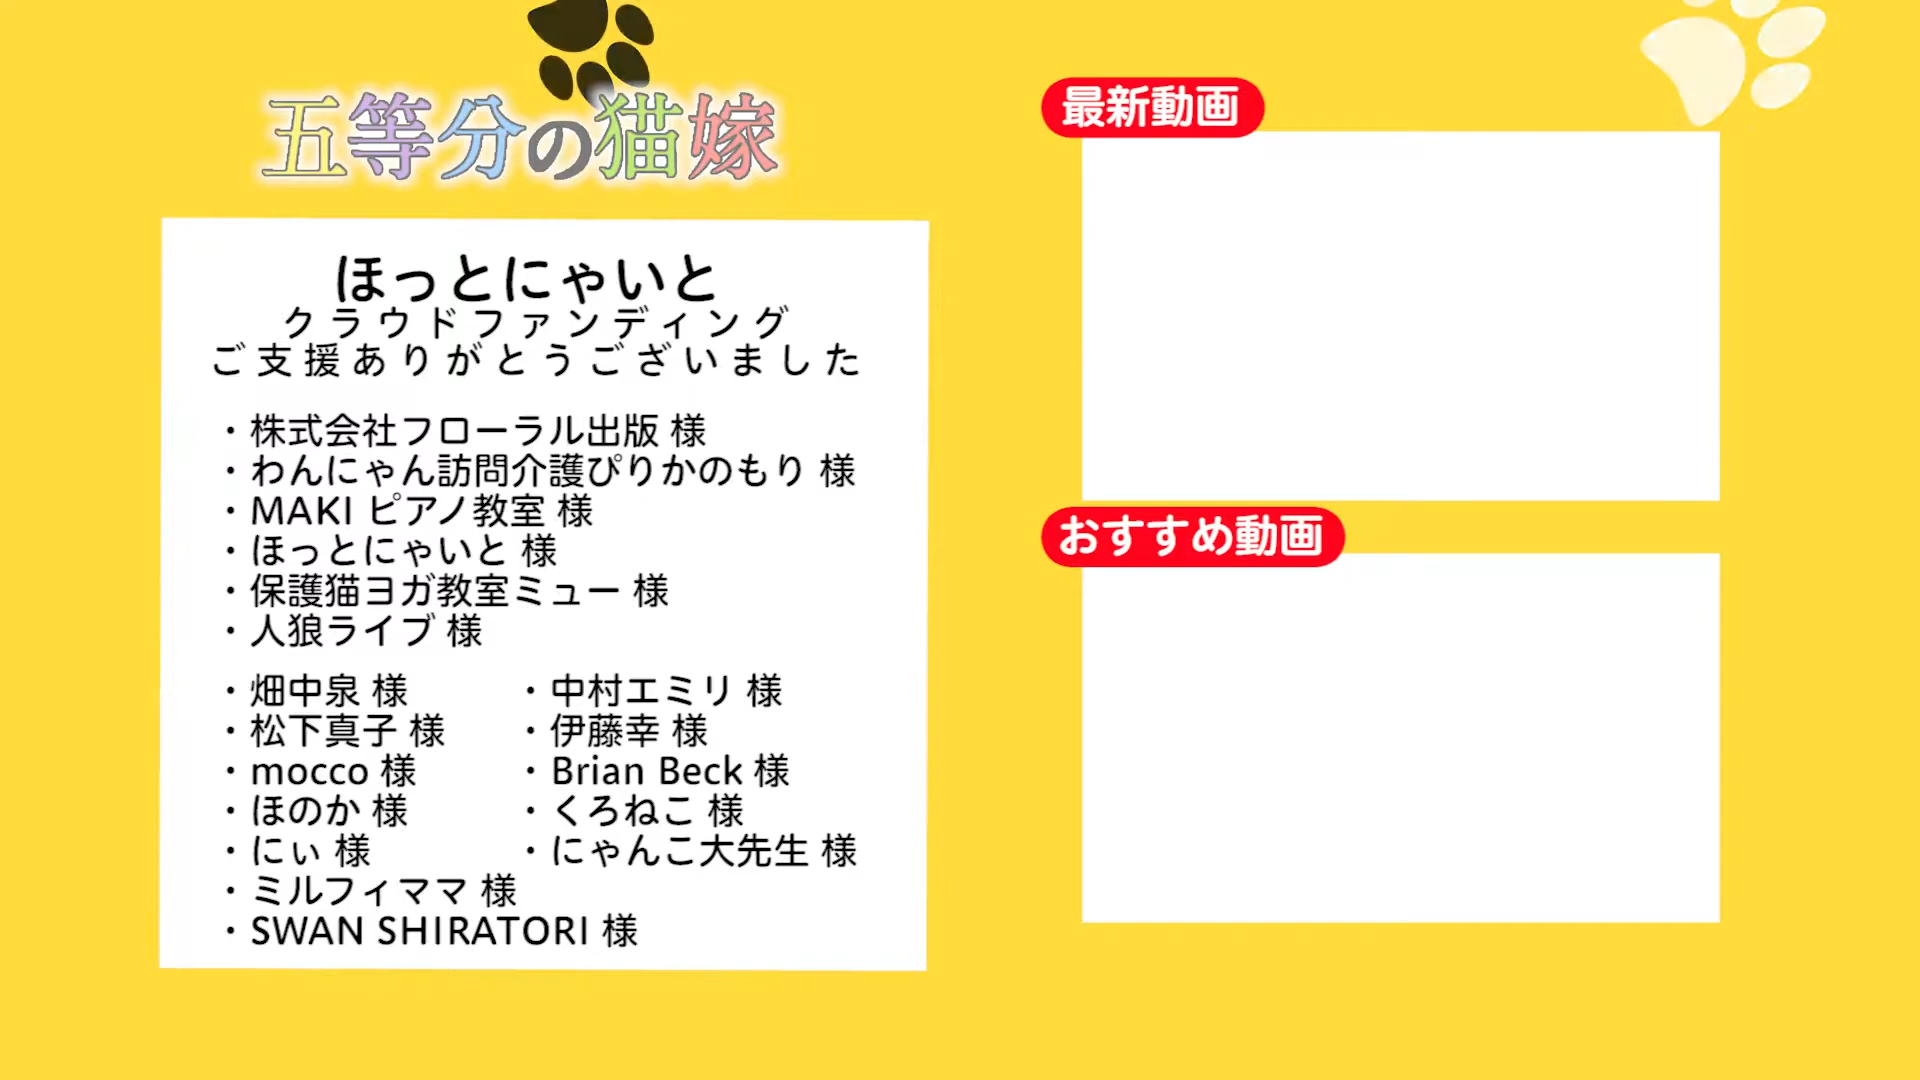 五等分の猫嫁
ほっとにゃいと
クラウドファンディング
ご支援ありがとうございました
・株式会社フローラル出版 様
・わんにゃん訪問介護ぴりかのもり 様
・MAKI ピアノ教室 様
・ほっとにゃいと 様
・保護猫ヨガ教室ミュー 様
・人狼ライブ 様
・畑中泉 様
・松下真子 様
・mocco 様
・ほのか 様
・にぃ 様
・ミルフィママ 様
・SWAN SHIRATORI 様
・中村エミリ 様
・伊藤幸 様
・Brian Beck 様
・くろねこ 様
・にゃんこ大先生 様
最新動画
おすすめ動画